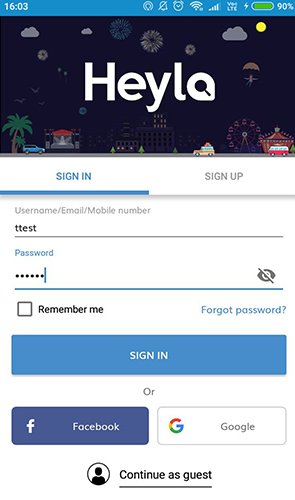 16:03
90%
Heylo
SIGN IN
SIGN UP
Username/Email/Mobile number
ttest
Password
••••••
Remember me
Forgot password?
SIGN IN
Or
f Facebook
G Google
Continue as guest